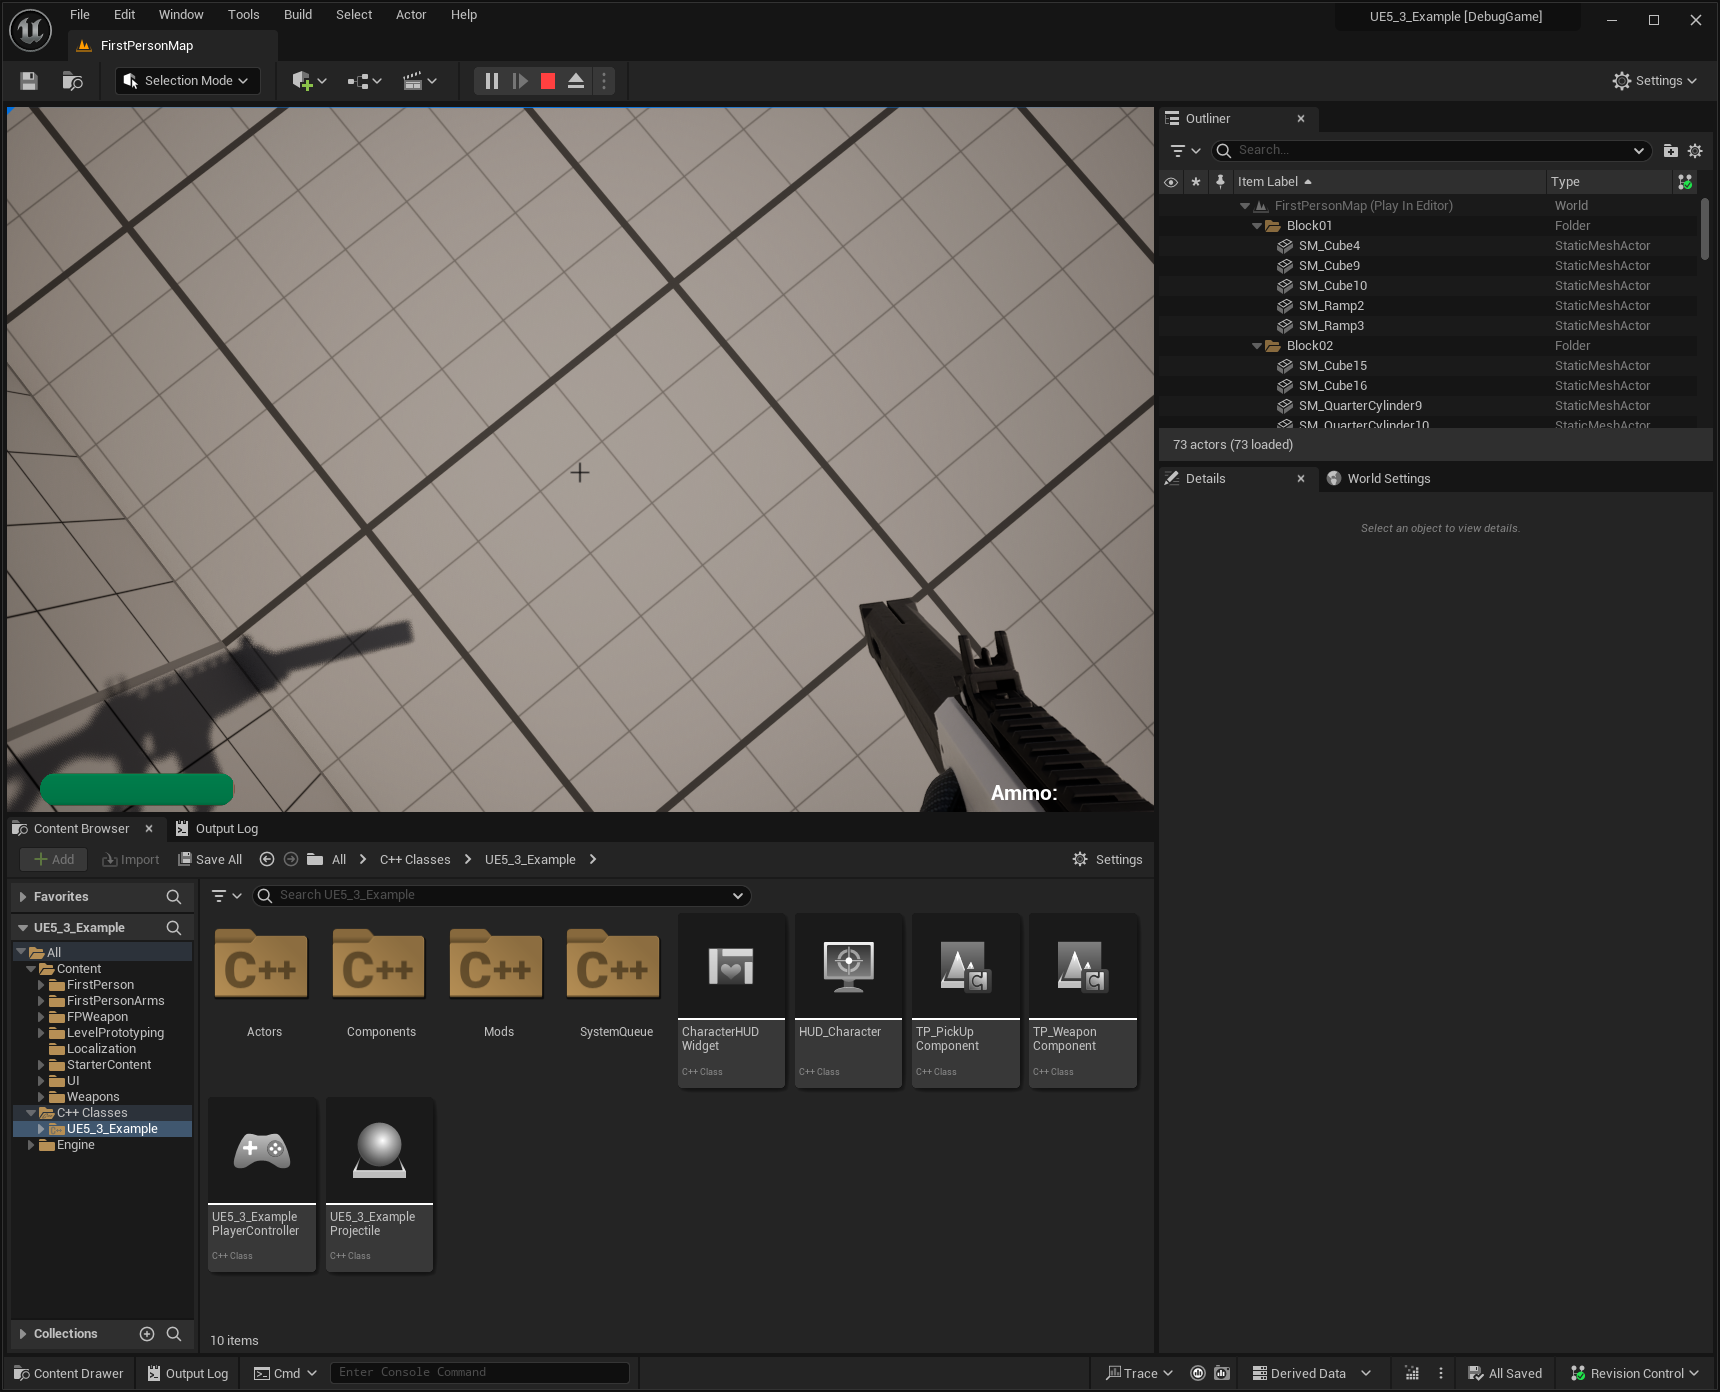 File Edit Window Tools Build Select Actor Help
UE5_3_Example [DebugGame]
FirstPersonMap
Selection Mode
Settings
Outliner
Search...
Item Label Type
FirstPersonMap (Play In Editor) World
Block01 Folder
SM_Cube4 StaticMeshActor
SM_Cube9 StaticMeshActor
SM_Cube10 StaticMeshActor
SM_Ramp2 StaticMeshActor
SM_Ramp3 StaticMeshActor
Block02 Folder
SM_Cube15 StaticMeshActor
SM_Cube16 StaticMeshActor
SM_QuarterCylinder9 StaticMeshActor
SM_QuarterCylinder10 StaticMeshActor
73 actors (73 loaded)
Details World Settings
Select an object to view details.
Ammo:
Content Browser Output Log
Add Import Save All All C++ Classes UE5_3_Example Settings
Favorites
Search UE5_3_Example
UE5_3_Example
All
Content
FirstPerson
FirstPersonArms
FPWeapon
LevelPrototyping
Localization
StarterContent
UI
Weapons
C++ Classes
UE5_3_Example
Engine
Collections
C++ C++ C++ C++
Actors Components Mods SystemQueue
CharacterHUD
Widget
C++ Class
HUD_Character
C++ Class
TP_PickUp
Component
C++ Class
TP_Weapon
Component
C++ Class
UE5_3_Example
PlayerController
C++ Class
UE5_3_Example
Projectile
C++ Class
10 items
Content Drawer Output Log Cmd Enter Console Command Trace Derived Data All Saved Revision Control